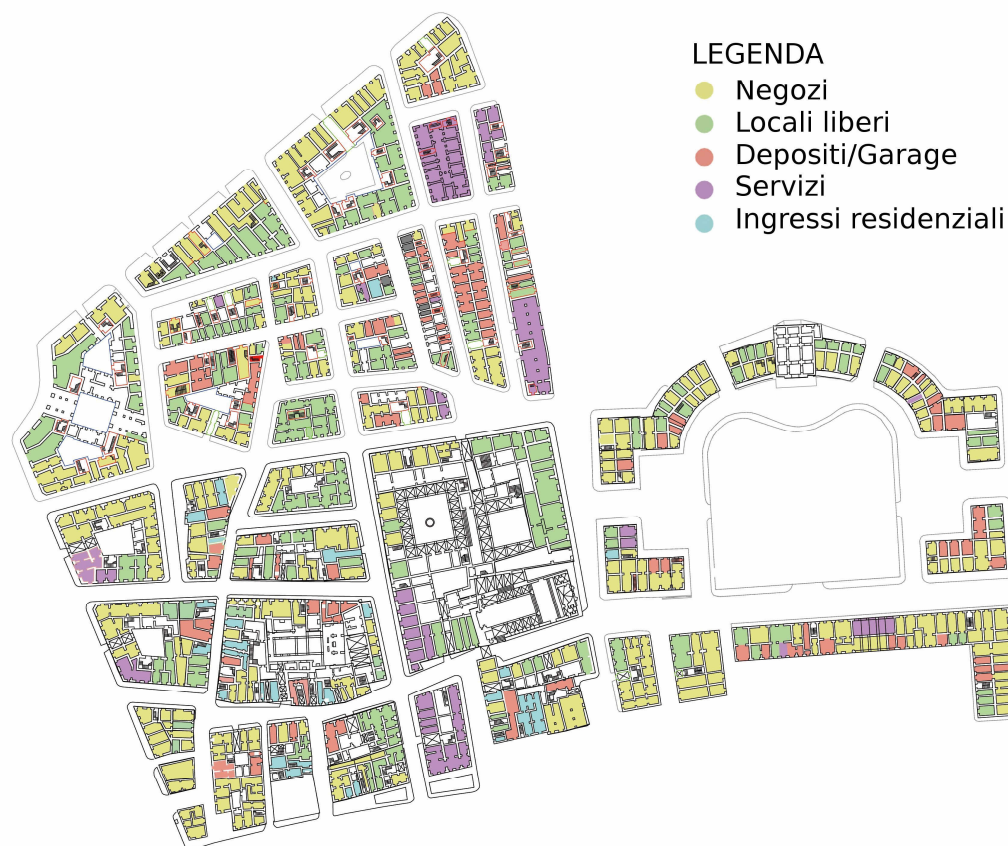 LEGENDA
Negozi
Locali liberi
Depositi/Garage
Servizi
Ingressi residenziali